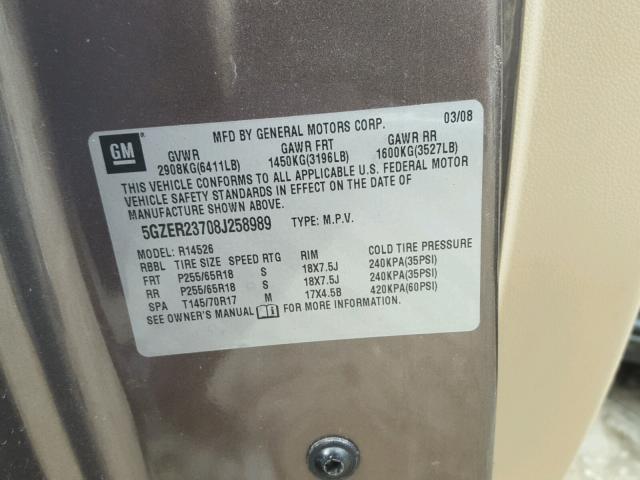 GM
MFD BY GENERAL MOTORS CORP. 03/08
GVWR GAWR FRT GAWR RR
2908KG(6411LB) 1450KG(3196LB) 1600KG(3527LB)
THIS VEHICLE CONFORMS TO ALL APPLICABLE U.S. FEDERAL MOTOR
VEHICLE SAFETY STANDARDS IN EFFECT ON THE DATE OF
MANUFACTURE SHOWN ABOVE.
5GZER23708J258989 TYPE: M.P.V.
MODEL: R14526
RBBL TIRE SIZE SPEED RTG RIM COLD TIRE PRESSURE
FRT P255/65R18 S 18X7.5J 240KPA(35PSI)
RR P255/65R18 S 18X7.5J 240KPA(35PSI)
SPA T145/70R17 M 17X4.5B 420KPA(60PSI)
SEE OWNER'S MANUAL FOR MORE INFORMATION.